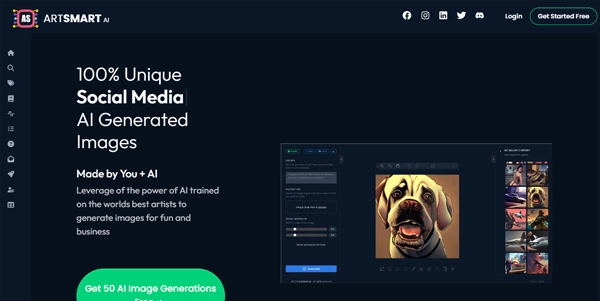 AS ARTSMART AI
Login
Get Started Free
100% Unique
Social Media
AI Generated
Images
Made by You + AI
Leverage of the power of AI trained
on the worlds best artists to
generate images for fun and
business
Get 50 AI Image Generations
Free